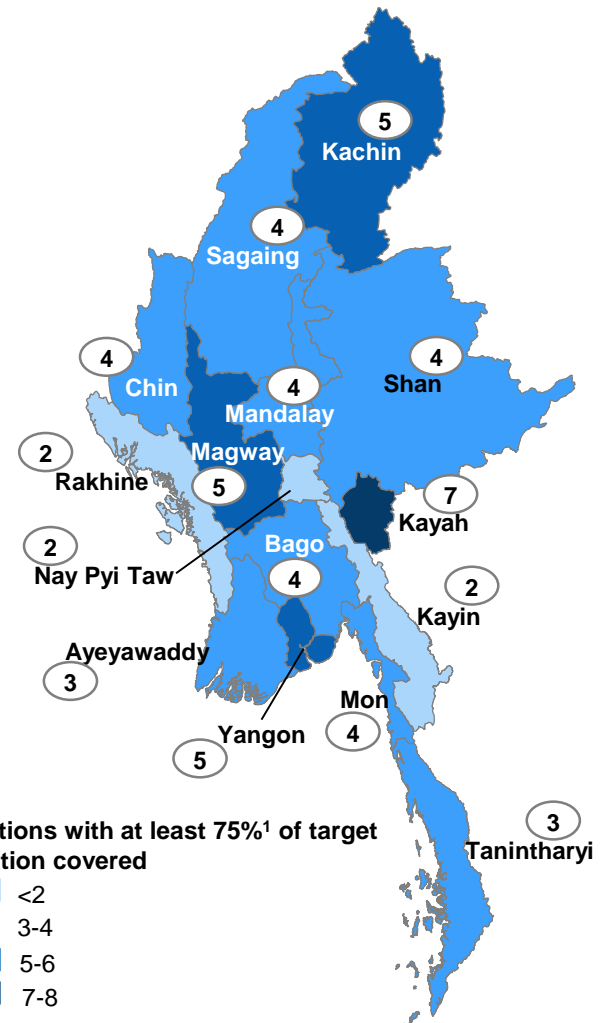 5
Kachin
4
Sagaing
4
Chin
4
Mandalay
4
Shan
2
Rakhine
Magway
5
7
Kayah
2
Nay Pyi Taw
Bago
4
2
Kayin
Ayeyawaddy
3
Yangon
5
Mon
4
3
Tanintharyi
tions with at least 75%¹ of target
tion covered
<2
3-4
5-6
7-8